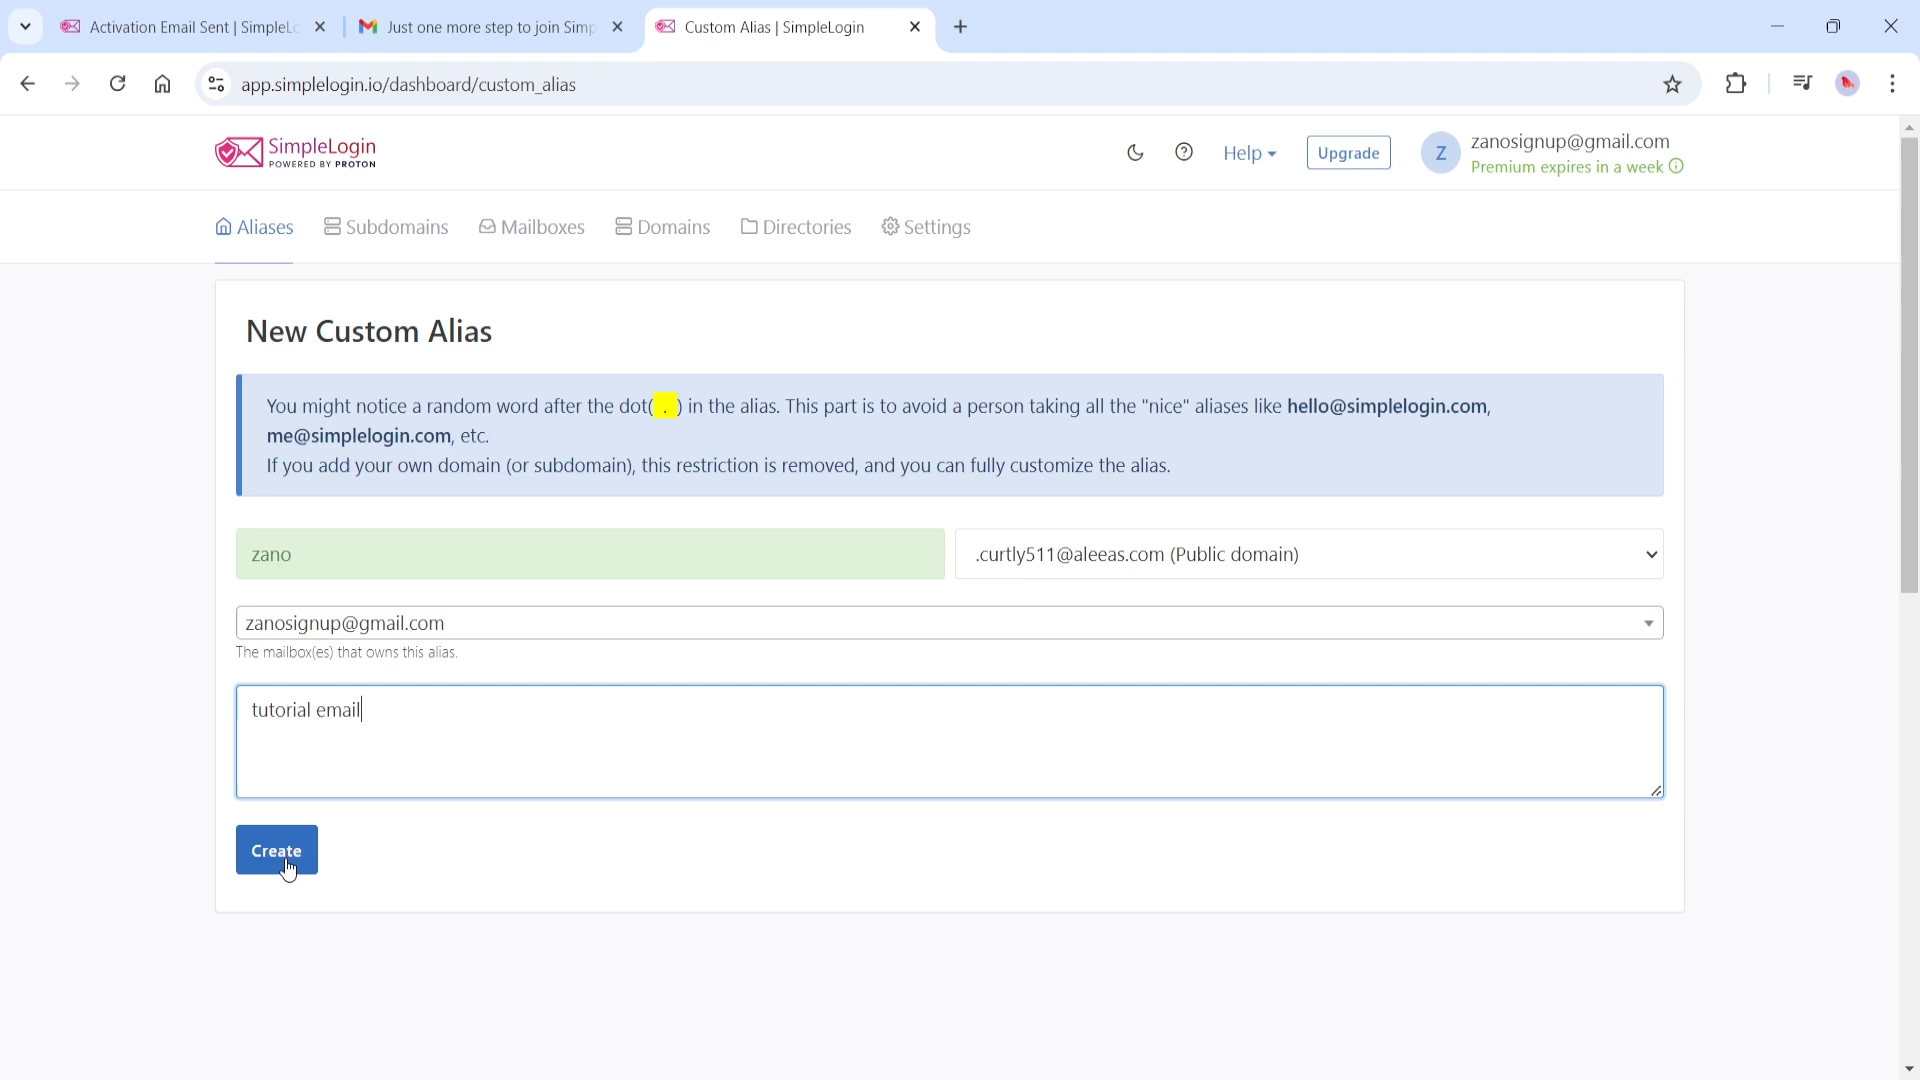 Activation Email Sent | SimpleLo
Just one more step to join Simp
Custom Alias | SimpleLogin
app.simplelogin.io/dashboard/custom_alias
SimpleLogin
POWERED BY PROTON
Help
Upgrade
Z
zanosignup@gmail.com
Premium expires in a week
Aliases
Subdomains
Mailboxes
Domains
Directories
Settings
New Custom Alias
You might notice a random word after the dot( . ) in the alias. This part is to avoid a person taking all the "nice" aliases like hello@simplelogin.com,
me@simplelogin.com, etc.
If you add your own domain (or subdomain), this restriction is removed, and you can fully customize the alias.
zano
.curtly511@aleeas.com (Public domain)
zanosignup@gmail.com
The mailbox(es) that owns this alias.
tutorial email
Create